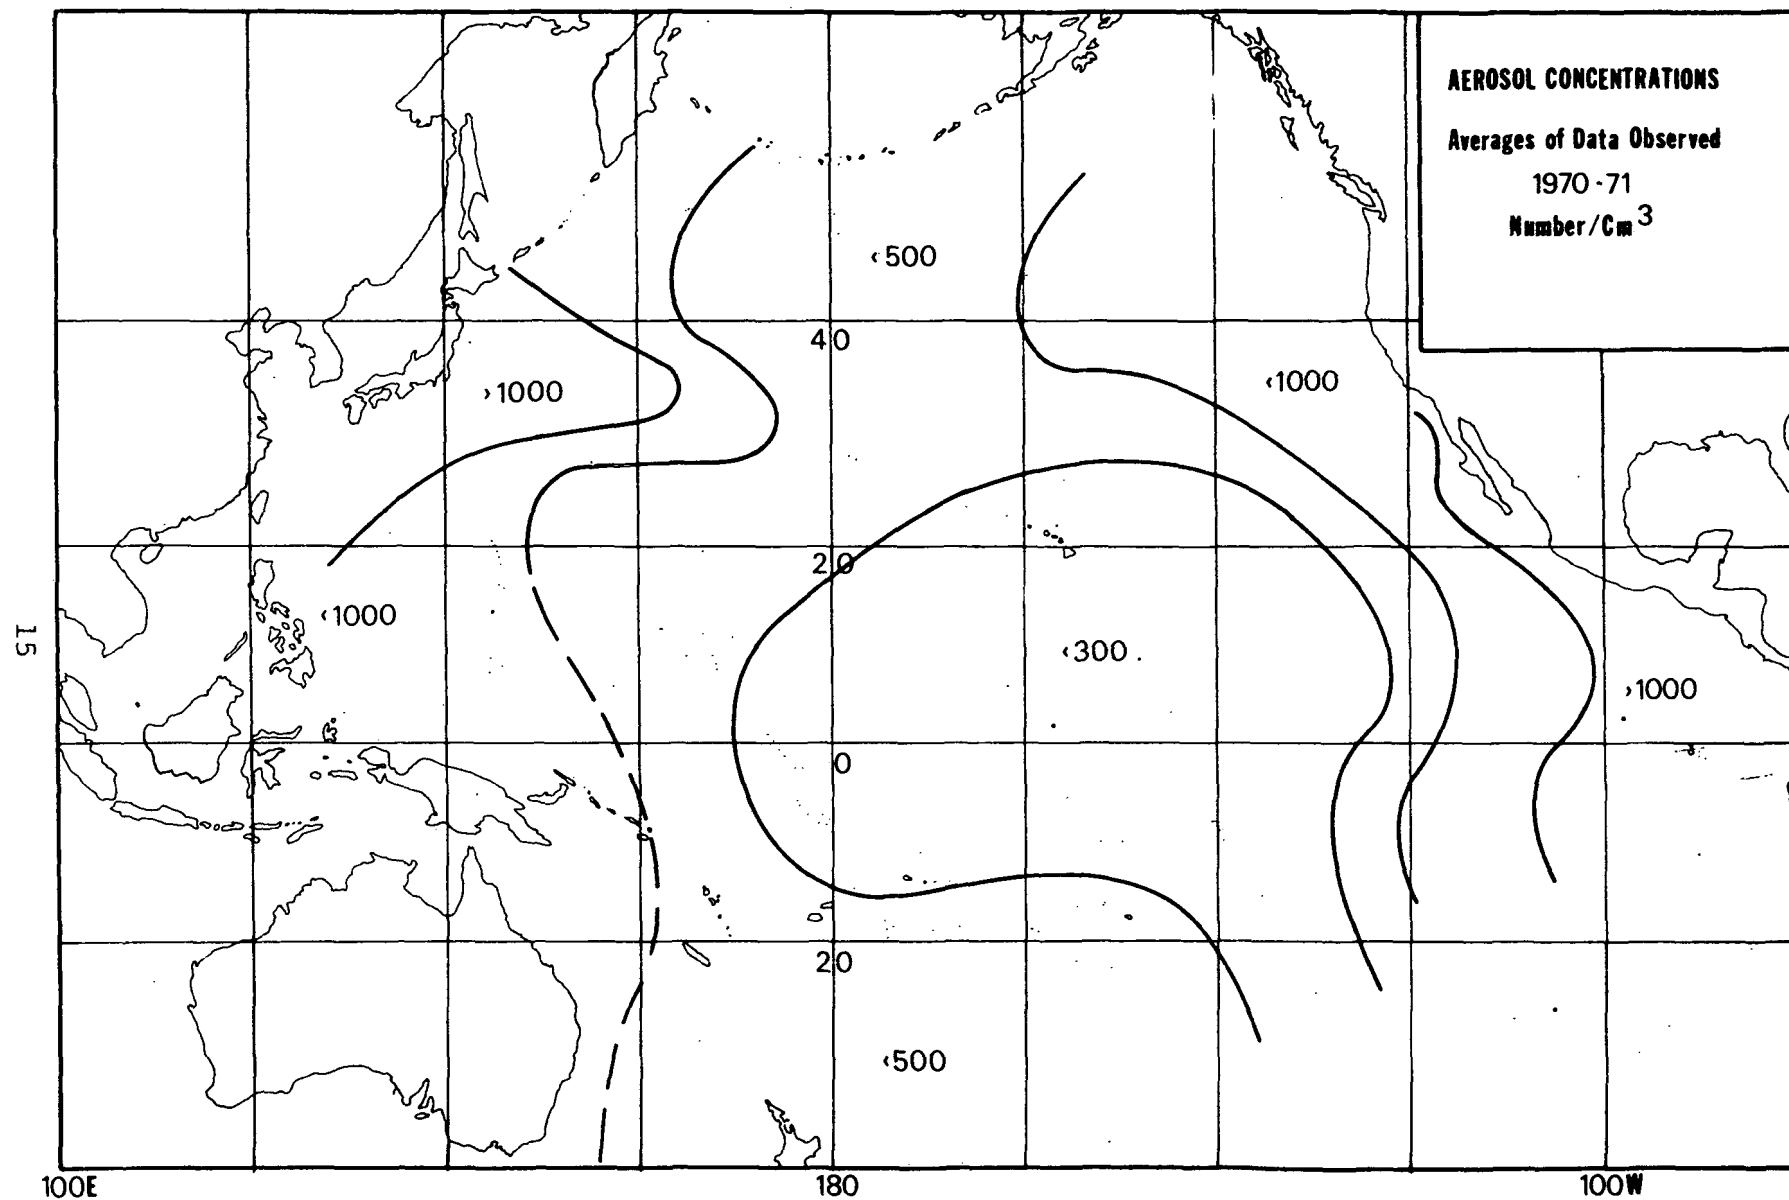 AEROSOL CONCENTRATIONS
Averages of Data Observed
1970-71
Number/Cm³
‹500
40
›1000
‹1000
20
‹1000
‹300
›1000
0
20
‹500
100E
180
100W
15